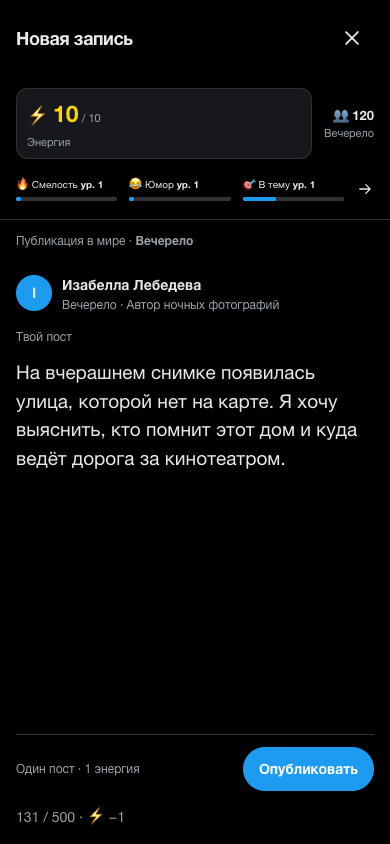 Новая запись
⚡ 10 / 10
Энергия
👥 120
Вечерело
🔥 Смелость ур. 1
😂 Юмор ур. 1
🎯 В тему ур. 1
→
Публикация в мире · Вечерело
I
Изабелла Лебедева
Вечерело · Автор ночных фотографий
Твой пост
На вчерашнем снимке появилась
улица, которой нет на карте. Я хочу
выяснить, кто помнит этот дом и куда
ведёт дорога за кинотеатром.
Один пост · 1 энергия
Опубликовать
131 / 500 · ⚡ −1